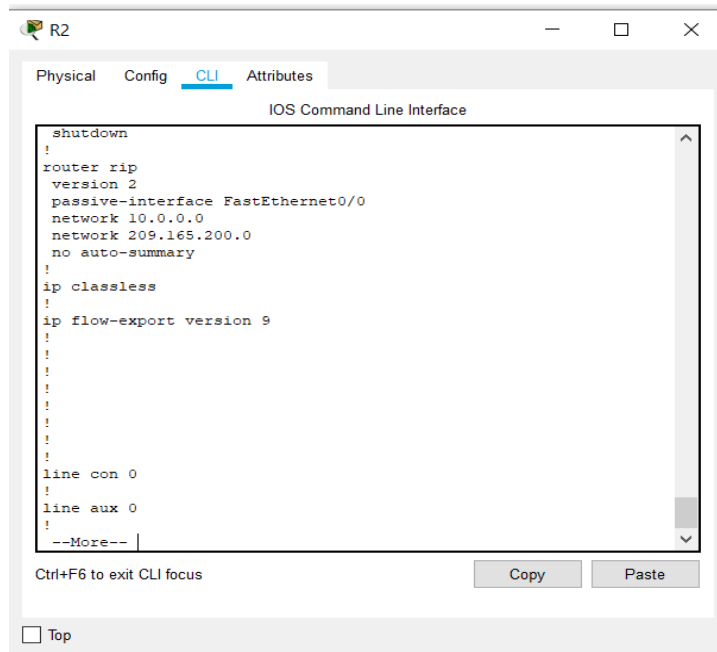 R2
Physical Config CLI Attributes
IOS Command Line Interface
shutdown
!
router rip
version 2
passive-interface FastEthernet0/0
network 10.0.0.0
network 209.165.200.0
no auto-summary
!
ip classless
!
ip flow-export version 9
!
!
!
!
!
!
!
!
line con 0
!
line aux 0
!
--More--
Ctrl+F6 to exit CLI focus
Copy Paste
Top